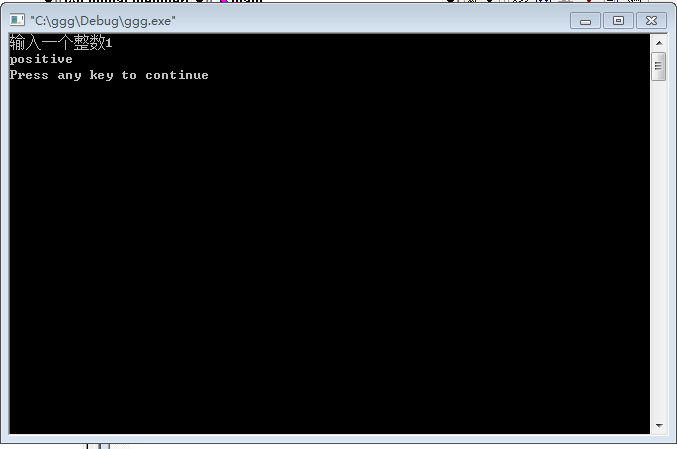 "C:\ggg\Debug\ggg.exe"
输入一个整数1
positive
Press any key to continue